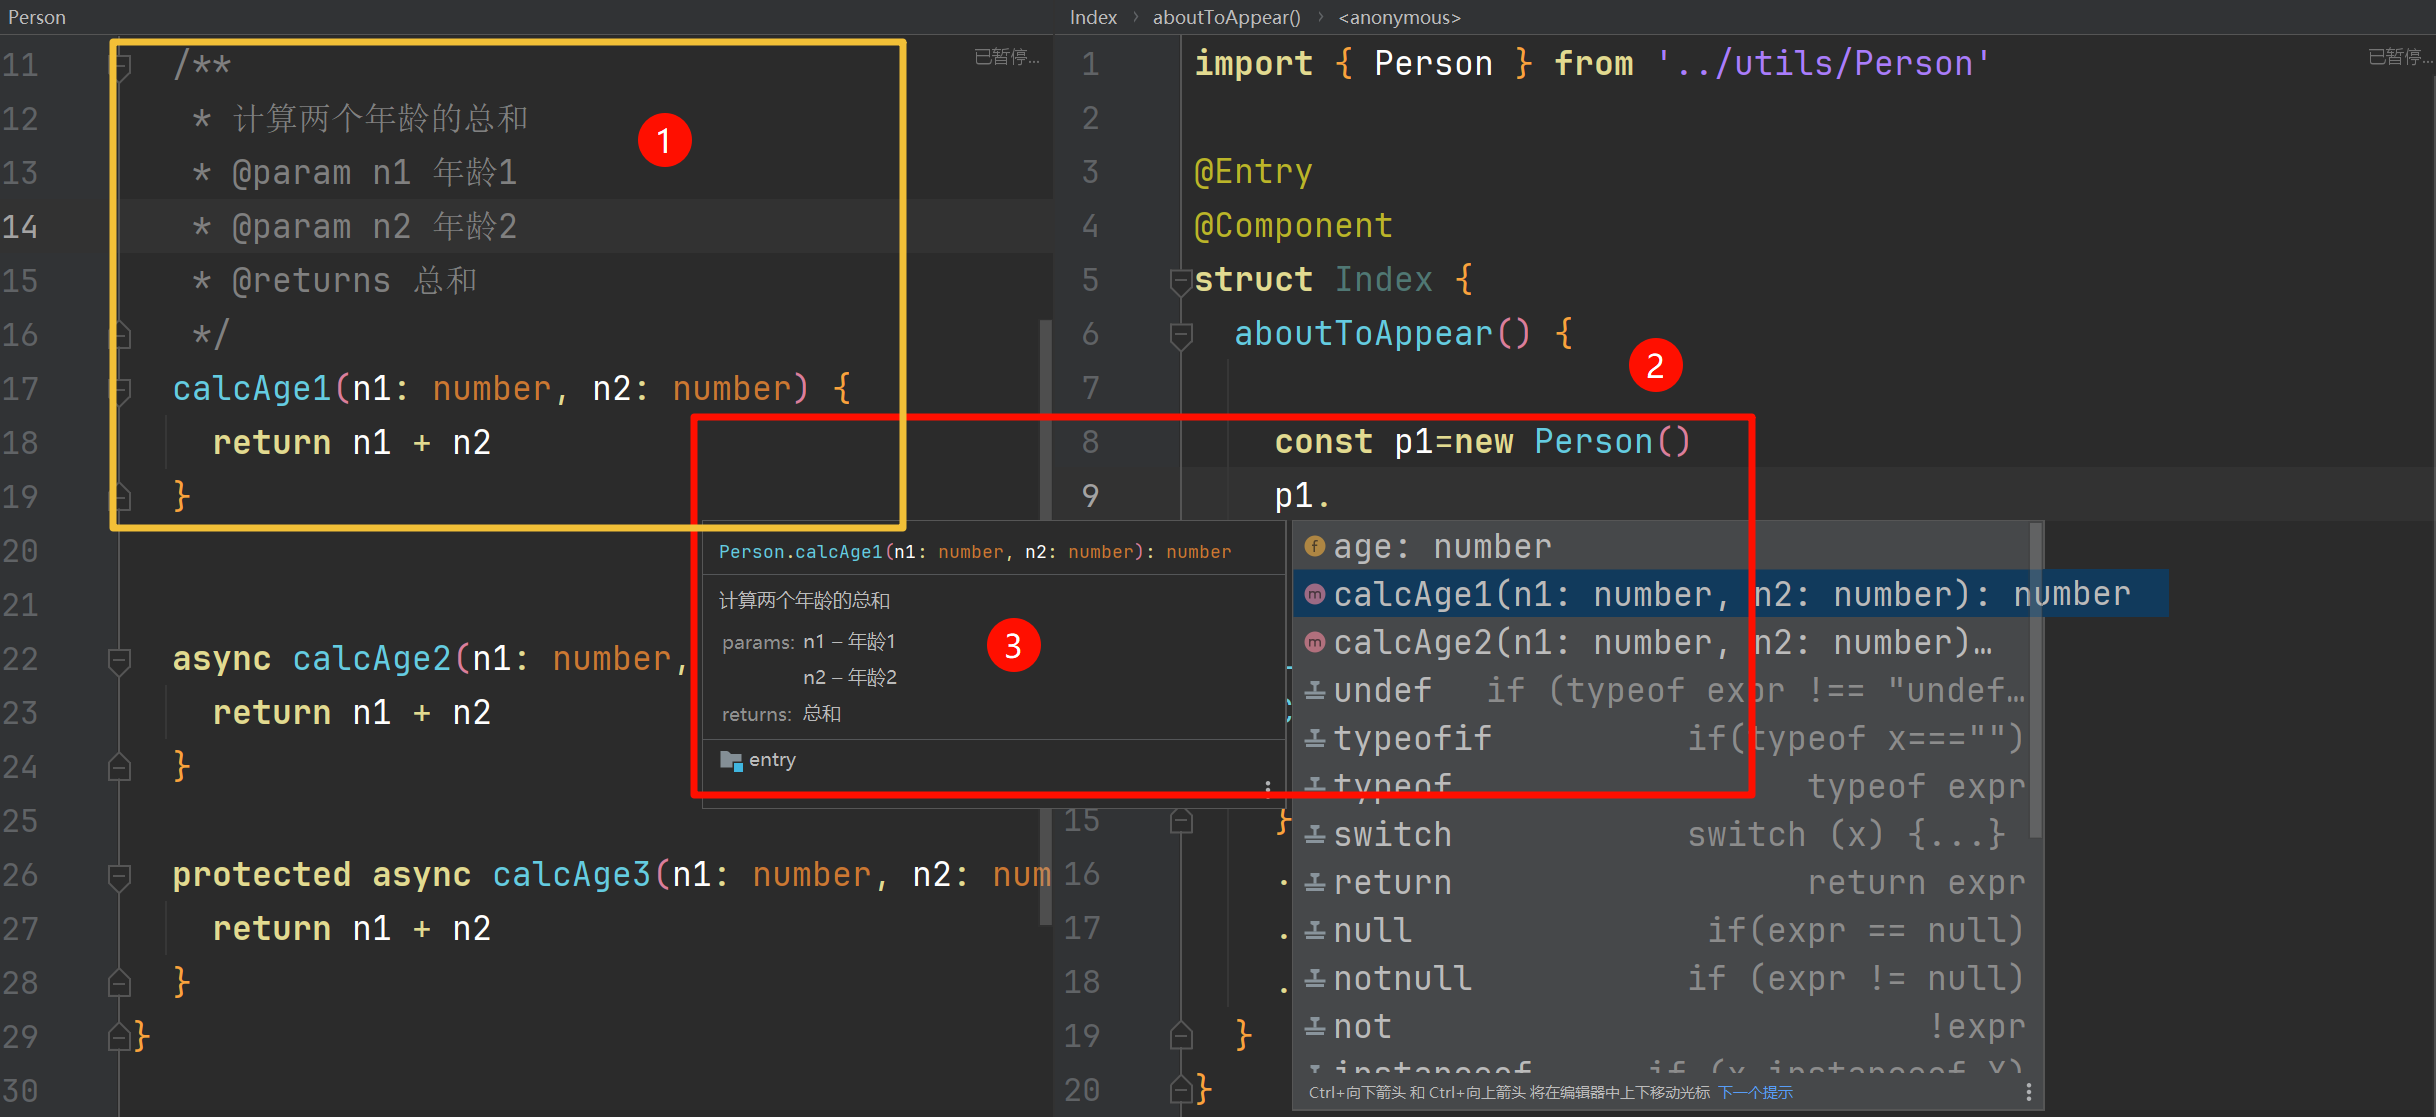 Person
已暂停...
11 /**
12 * 计算两个年龄的总和
13 * @param n1 年龄1
14 * @param n2 年龄2
15 * @returns 总和
16 */
17 calcAge1(n1: number, n2: number) {
18 return n1 + n2
19 }
20
21
22 async calcAge2(n1: number,
23 return n1 + n2
24 }
25
26 protected async calcAge3(n1: number, n2: num
27 return n1 + n2
28 }
29 }
30
1
Index › aboutToAppear() › <anonymous>
已暂停...
1 import { Person } from '../utils/Person'
2
3 @Entry
4 @Component
5 struct Index {
6 aboutToAppear() {
7
8 const p1=new Person()
9 p1.
15 }
16 .
17 .
18 .
19 }
20 }
2
Person.calcAge1(n1: number, n2: number): number
计算两个年龄的总和
params: n1 – 年龄1
n2 – 年龄2
returns: 总和
entry
3
f age: number
m calcAge1(n1: number, n2: number): number
m calcAge2(n1: number, n2: number)…
undef if (typeof expr !== "undef…
typeofif if(typeof x==="")
typeof typeof expr
switch switch (x) {...}
return return expr
null if(expr == null)
notnull if (expr != null)
not !expr
instanceof if (x instanceof Y)
Ctrl+向下箭头 和 Ctrl+向上箭头 将在编辑器中上下移动光标 下一个提示